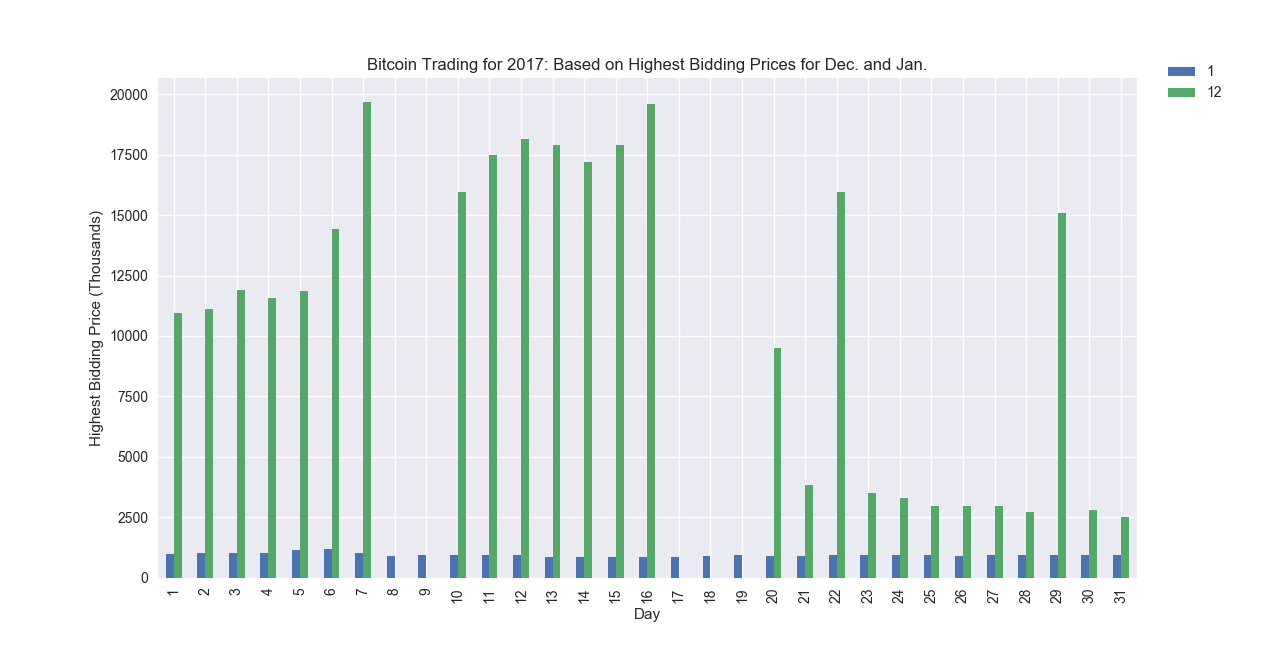 Bitcoin Trading for 2017: Based on Highest Bidding Prices for Dec. and Jan.
1
12
Highest Bidding Price (Thousands)
20000
17500
15000
12500
10000
7500
5000
2500
0
1 2 3 4 5 6 7 8 9 10 11 12 13 14 15 16 17 18 19 20 21 22 23 24 25 26 27 28 29 30 31
Day